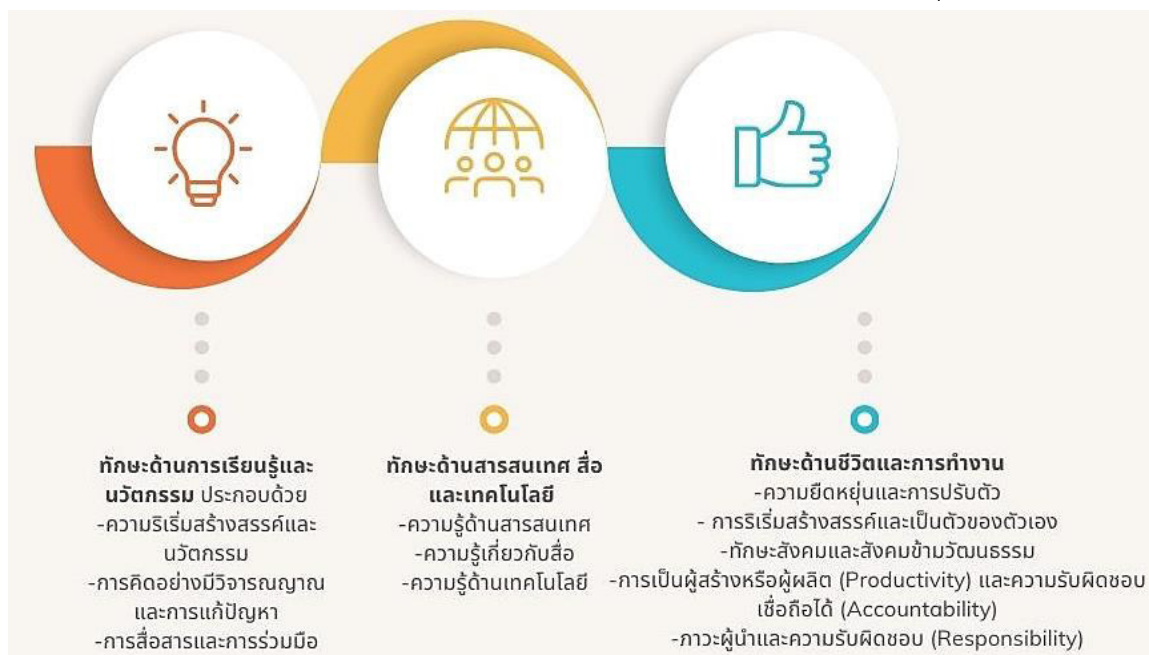 ทักษะด้านการเรียนรู้และ
นวัตกรรม ประกอบด้วย
-ความริเริ่มสร้างสรรค์และ
นวัตกรรม
-การคิดอย่างมีวิจารณญาณ
และการแก้ปัญหา
-การสื่อสารและการร่วมมือ
ทักษะด้านสารสนเทศ สื่อ
และเทคโนโลยี
-ความรู้ด้านสารสนเทศ
-ความรู้เกี่ยวกับสื่อ
-ความรู้ด้านเทคโนโลยี
ทักษะด้านชีวิตและการทำงาน
-ความยืดหยุ่นและการปรับตัว
- การริเริ่มสร้างสรรค์และเป็นตัวของตัวเอง
-ทักษะสังคมและสังคมข้ามวัฒนธรรม
-การเป็นผู้สร้างหรือผู้ผลิต (Productivity) และความรับผิดชอบ
เชื่อถือได้ (Accountability)
-ภาวะผู้นำและความรับผิดชอบ (Responsibility)